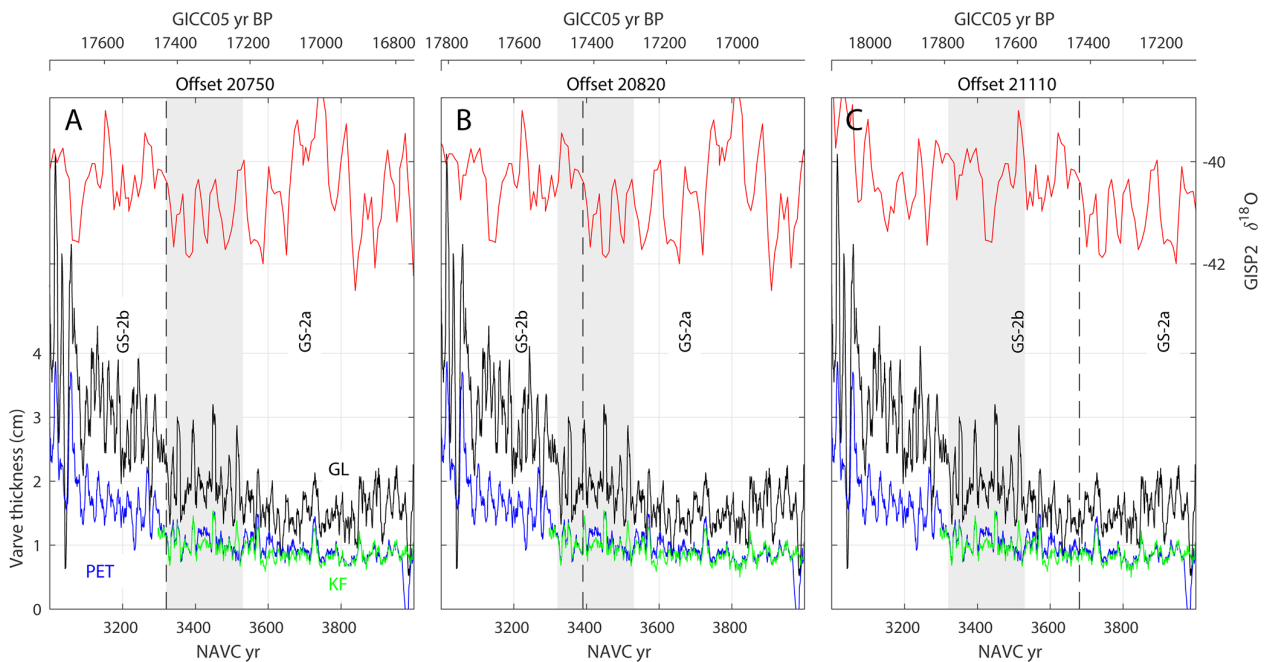 GICC05 yr BP
GICC05 yr BP
GICC05 yr BP
17600 17400 17200 17000 16800
17800 17600 17400 17200 17000
18000 17800 17600 17400 17200
Offset 20750
Offset 20820
Offset 21110
A
B
C
-40
-42
GISP2 δ18O
GS-2b
GS-2a
GS-2b
GS-2a
GS-2b
GS-2a
4
3
2
1
0
Varve thickness (cm)
GL
PET
KF
3200 3400 3600 3800
3200 3400 3600 3800
3200 3400 3600 3800
NAVC yr
NAVC yr
NAVC yr